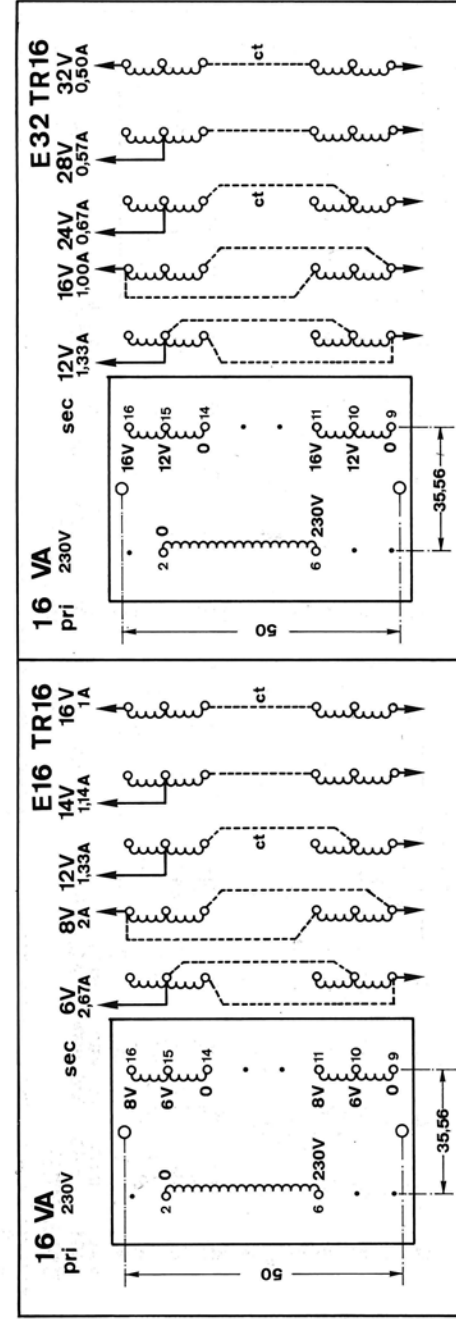 16 VA E16 TR16
pri 230V sec 6V 8V 12V 14V 16V
2,67A 2A 1,33A 1,14A 1A
8V 16
2 0 6V 15
0 14
ct ct
6 230V 8V 11
6V 10
0 9
50
35,56
16 VA E32 TR16
pri 230V sec 12V 16V 24V 28V 32V
1,33A 1,00A 0,67A 0,57A 0,50A
16V 16
2 0 12V 15
0 14
ct ct
6 230V 16V 11
12V 10
0 9
50
35,56